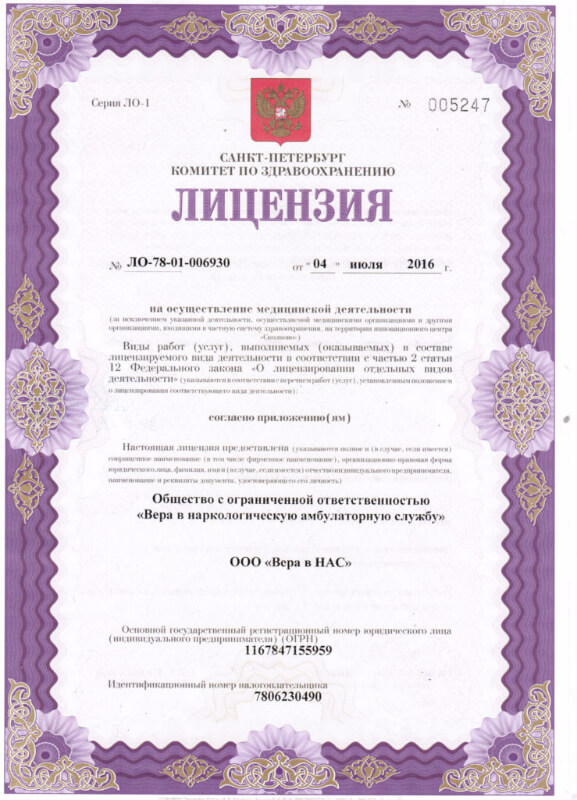 Серия ЛО-1 № 005247
САНКТ-ПЕТЕРБУРГ
КОМИТЕТ ПО ЗДРАВООХРАНЕНИЮ
ЛИЦЕНЗИЯ
№ ЛО-78-01-006930 от «04» июля 2016 г.
на осуществление медицинской деятельности
(за исключением указанной деятельности, осуществляемой медицинскими организациями и другими
организациями, входящими в частную систему здравоохранения, на территории инновационного центра
«Сколково»)
Виды работ (услуг), выполняемых (оказываемых) в составе
лицензируемого вида деятельности в соответствии с частью 2 статьи
12 Федерального закона «О лицензировании отдельных видов
деятельности» (указываются в соответствии с перечнем работ (услуг), установленным положением
о лицензировании соответствующего вида деятельности):
согласно приложению(ям)
Настоящая лицензия предоставлена (указываются полное и (в случае, если имеется)
сокращенное наименование (в том числе фирменное наименование), организационно-правовая форма
юридического лица, фамилия, имя и (в случае, если имеется) отчество индивидуального предпринимателя,
наименование и реквизиты документа, удостоверяющего его личность)
Общество с ограниченной ответственностью
«Вера в наркологическую амбулаторную службу»
ООО «Вера в НАС»
Основной государственный регистрационный номер юридического лица
(индивидуального предпринимателя) (ОГРН)
1167847155959
Идентификационный номер налогоплательщика
7806230490